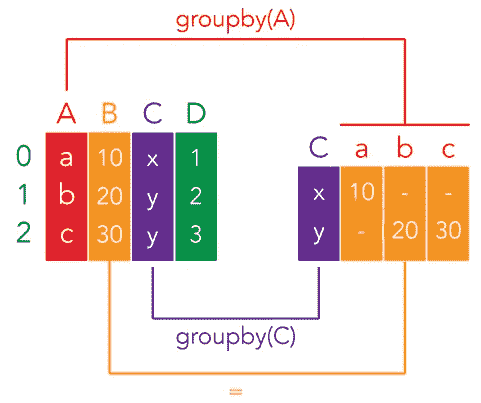 groupby(A)
A B C D
0 a 10 x 1
1 b 20 y 2
2 c 30 y 3
C a b c
x 10 - -
y - 20 30
groupby(C)
=